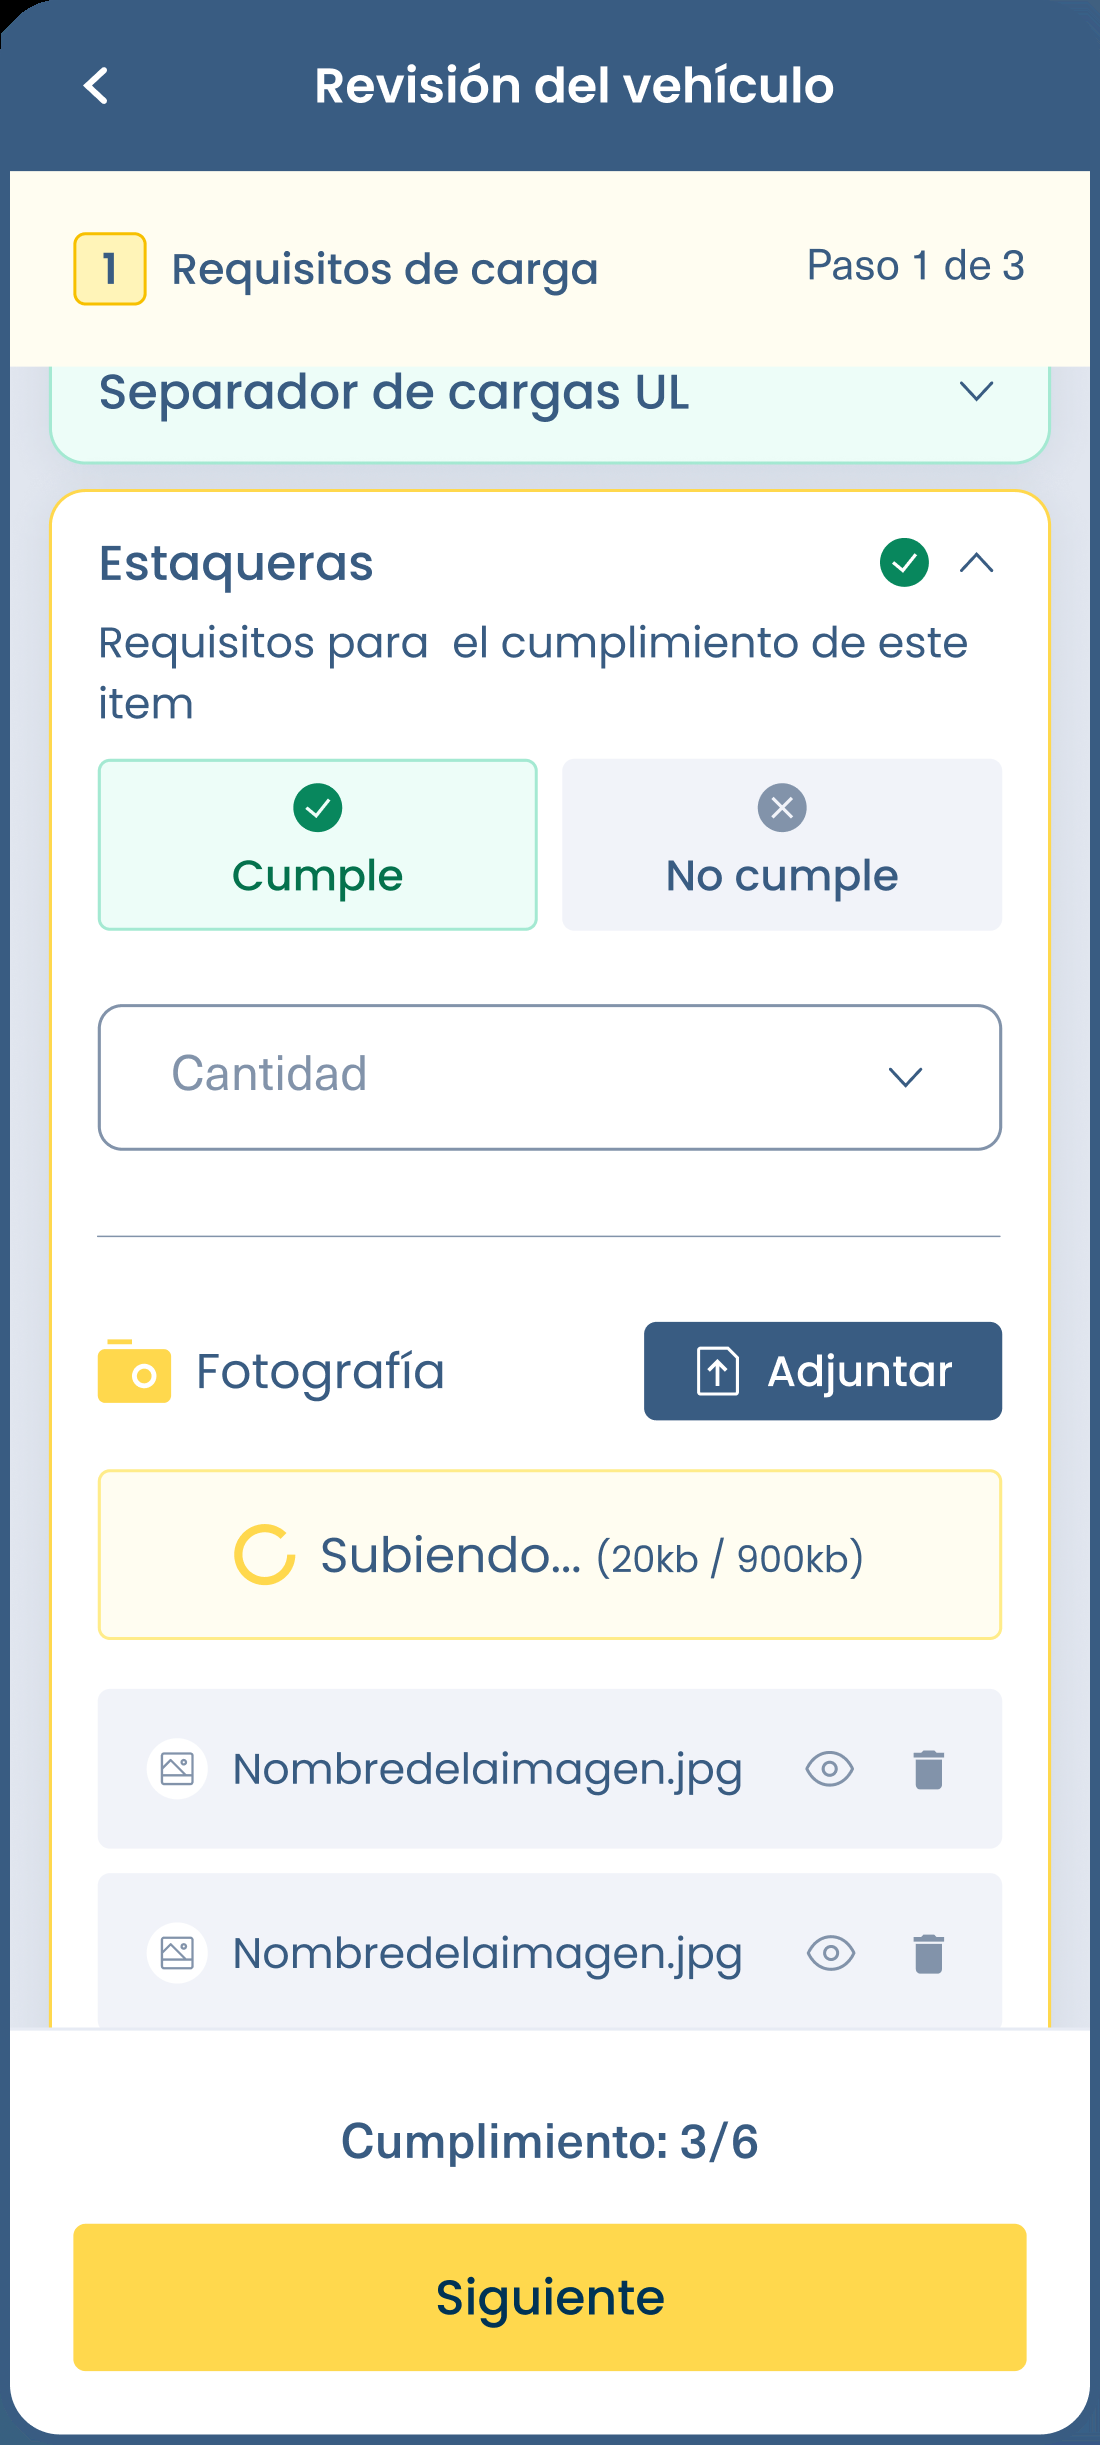 Revisión del vehículo
1 Requisitos de carga Paso 1 de 3
Separador de cargas UL
Estaqueras
Requisitos para  el cumplimiento de este
item
Cumple No cumple
Cantidad
Fotografía Adjuntar
Subiendo... (20kb / 900kb)
Nombredelaimagen.jpg
Nombredelaimagen.jpg
Cumplimiento: 3/6
Siguiente